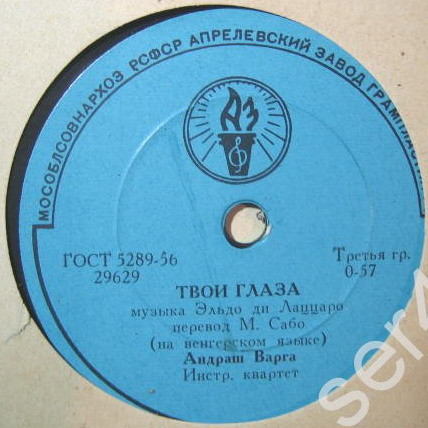 МОСОБЛСОВНАРХОЗ РСФСР АПРЕЛЕВСКИЙ ЗАВОД
АЗ
ГОСТ 5289-56
29629
Третья гр.
0-57
ТВОИ ГЛАЗА
музыка Эльдо ди Лаццаро
перевод М. Сабо
(на венгерском языке)
Андраш Варга
Инстр. квартет